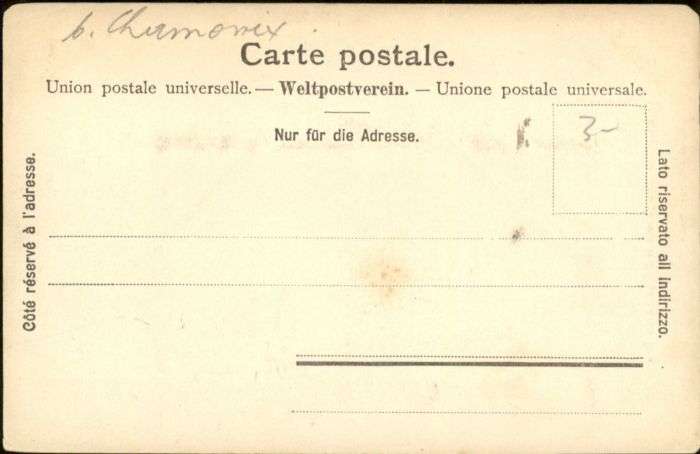 b. Chamonix
Carte postale.
Union postale universelle. — Weltpostverein. — Unione postale universale.
Nur für die Adresse.
3-
Côté réservé à l'adresse.
Lato riservato all indirizzo.